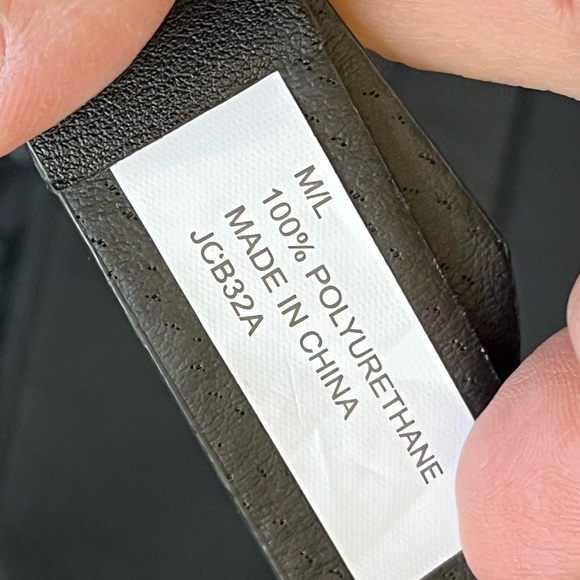 M/L
100% POLYURETHANE
MADE IN CHINA
JCB32A